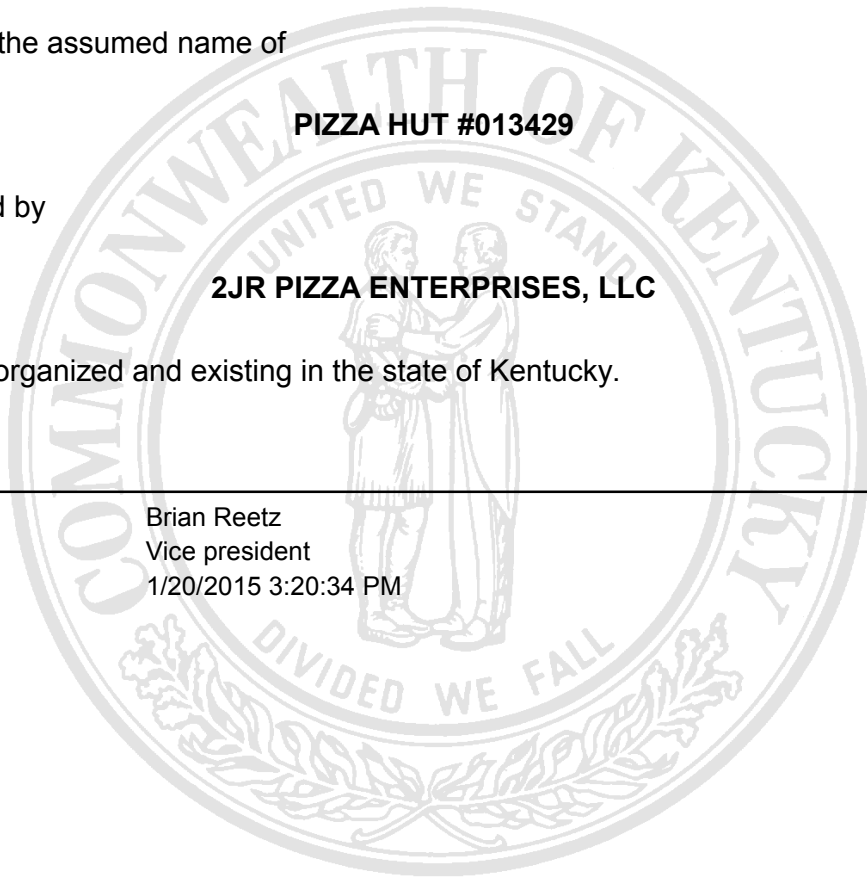 the assumed name of
PIZZA HUT #013429
d by
2JR PIZZA ENTERPRISES, LLC
organized and existing in the state of Kentucky.
Brian Reetz
Vice president
1/20/2015 3:20:34 PM
COMMONWEALTH OF KENTUCKY
UNITED WE STAND
DIVIDED WE FALL